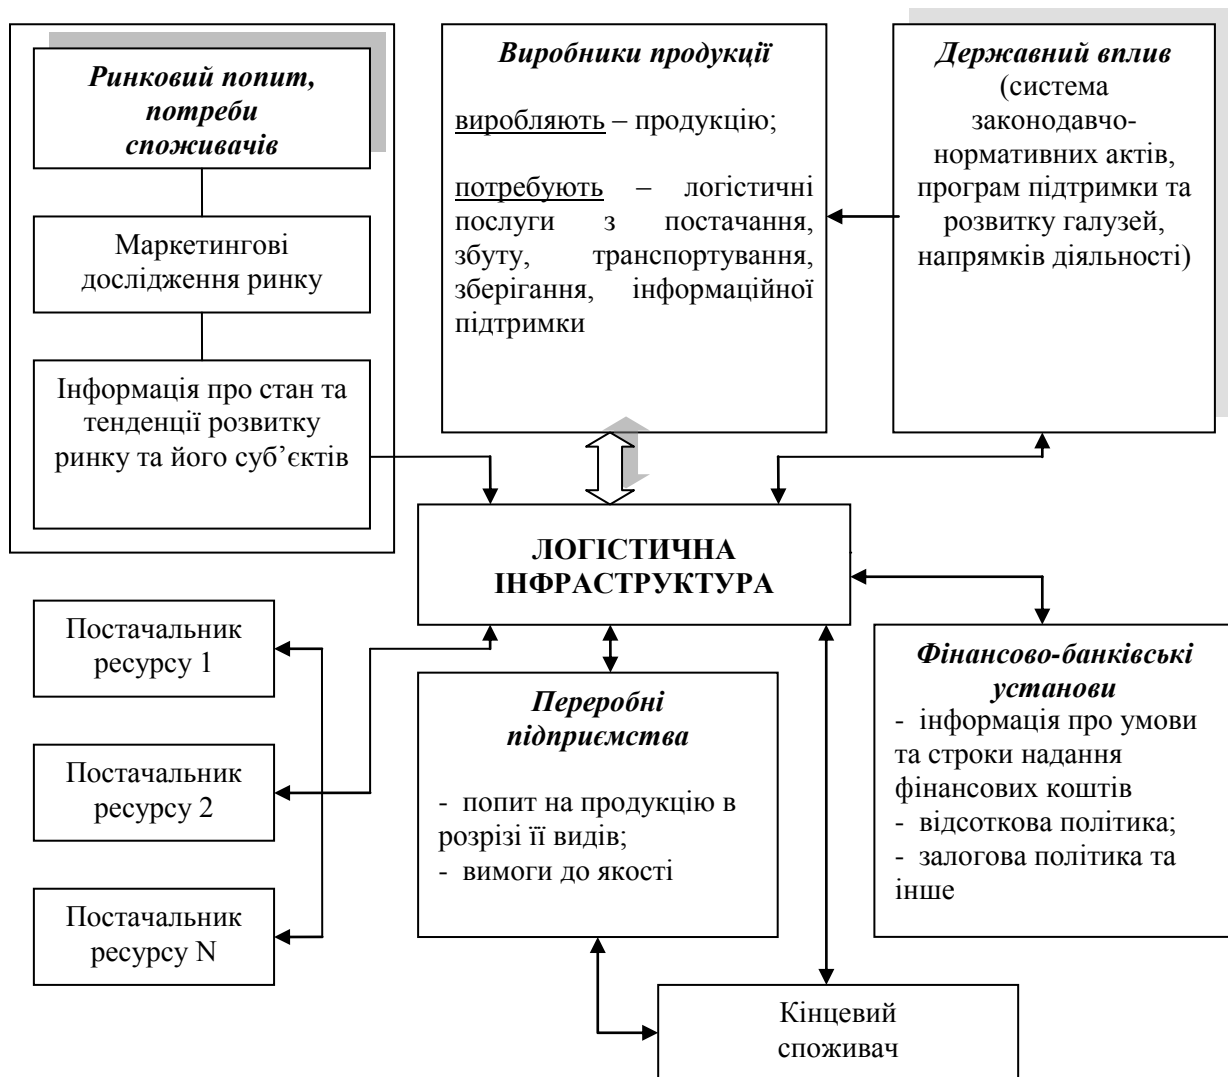 Ринковий попит,
потреби
споживачів
Маркетингові
дослідження ринку
Інформація про стан та
тенденції розвитку
ринку та його суб’єктів
Виробники продукції
виробляють – продукцію;
потребують – логістичні
послуги з постачання,
збуту, транспортування,
зберігання, інформаційної
підтримки
Державний вплив
(система
законодавчо-
нормативних актів,
програм підтримки та
розвитку галузей,
напрямків діяльності)
ЛОГІСТИЧНА
ІНФРАСТРУКТУРА
Постачальник
ресурсу 1
Постачальник
ресурсу 2
Постачальник
ресурсу N
Переробні
підприємства
- попит на продукцію в
розрізі її видів;
- вимоги до якості
Фінансово-банківські
установи
- інформація про умови
та строки надання
фінансових коштів
- відсоткова політика;
- залогова політика та
інше
Кінцевий
споживач